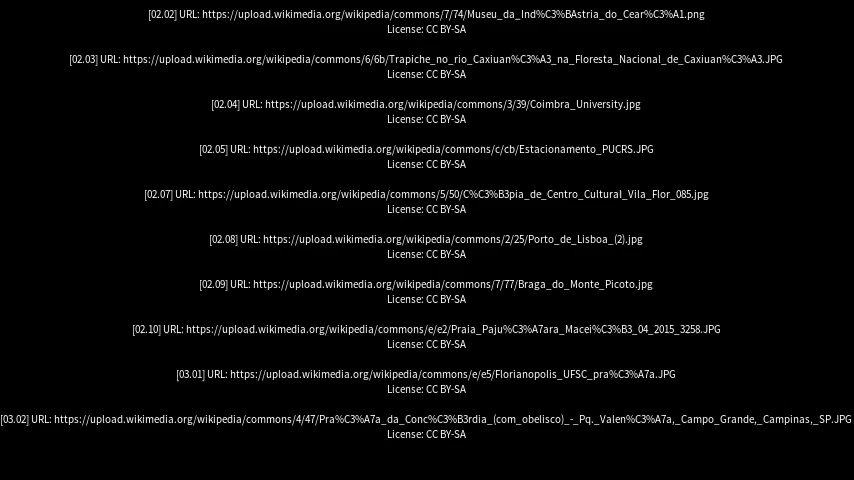 [02.02] URL: https://upload.wikimedia.org/wikipedia/commons/7/74/Museu_da_Ind%C3%BAstria_do_Cear%C3%A1.png
License: CC BY-SA
[02.03] URL: https://upload.wikimedia.org/wikipedia/commons/6/6b/Trapiche_no_rio_Caxiuan%C3%A3_na_Floresta_Nacional_de_Caxiuan%C3%A3.JPG
License: CC BY-SA
[02.04] URL: https://upload.wikimedia.org/wikipedia/commons/3/39/Coimbra_University.jpg
License: CC BY-SA
[02.05] URL: https://upload.wikimedia.org/wikipedia/commons/c/cb/Estacionamento_PUCRS.JPG
License: CC BY-SA
[02.07] URL: https://upload.wikimedia.org/wikipedia/commons/5/50/C%C3%B3pia_de_Centro_Cultural_Vila_Flor_085.jpg
License: CC BY-SA
[02.08] URL: https://upload.wikimedia.org/wikipedia/commons/2/25/Porto_de_Lisboa_(2).jpg
License: CC BY-SA
[02.09] URL: https://upload.wikimedia.org/wikipedia/commons/7/77/Braga_do_Monte_Picoto.jpg
License: CC BY-SA
[02.10] URL: https://upload.wikimedia.org/wikipedia/commons/e/e2/Praia_Paju%C3%A7ara_Macei%C3%B3_04_2015_3258.JPG
License: CC BY-SA
[03.01] URL: https://upload.wikimedia.org/wikipedia/commons/e/e5/Florianopolis_UFSC_pra%C3%A7a.JPG
License: CC BY-SA
[03.02] URL: https://upload.wikimedia.org/wikipedia/commons/4/47/Pra%C3%A7a_da_Conc%C3%B3rdia_(com_obelisco)_-_Pq._Valen%C3%A7a,_Campo_Grande,_Campinas,_SP.JPG
License: CC BY-SA